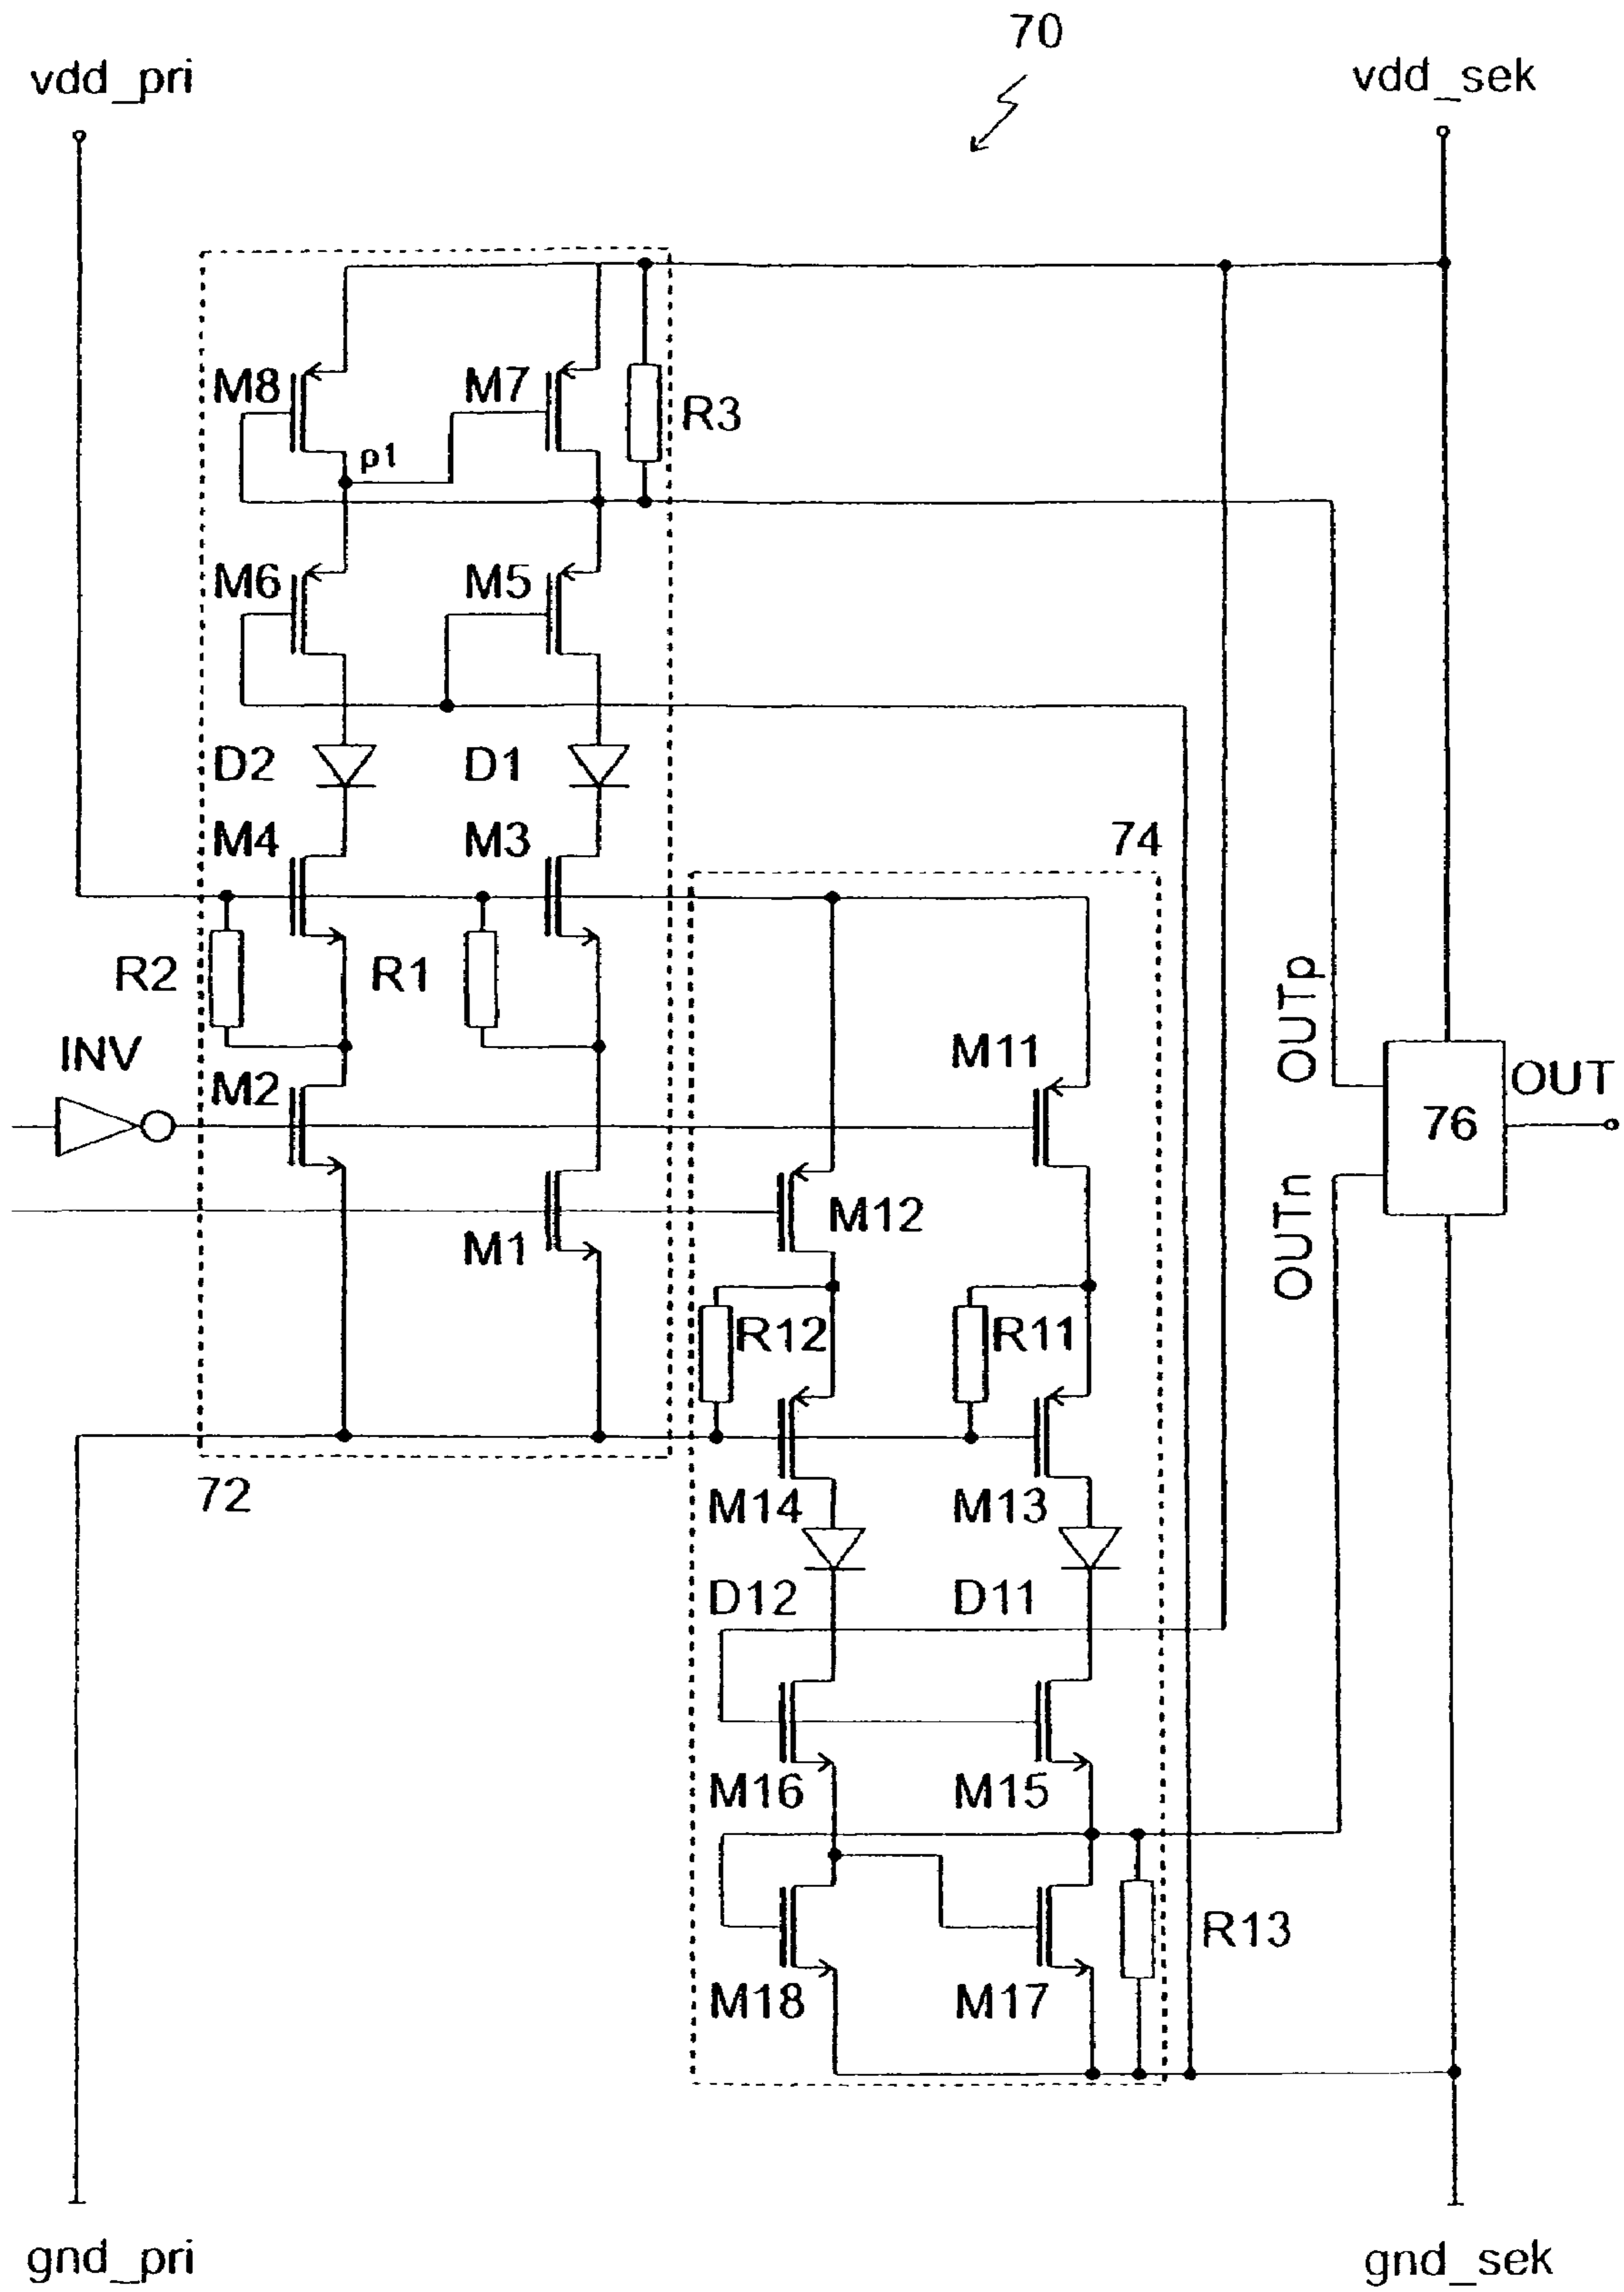 70
vdd_pri
vdd_sek
M8
M7
R3
p1
M6
M5
D2
D1
M4
M3
74
R2
R1
OUTp
INV
M2
M11
OUT
76
M12
M1
OUTn
R12
R11
72
M14
M13
D12
D11
M16
M15
R13
M18
M17
gnd_pri
gnd_sek